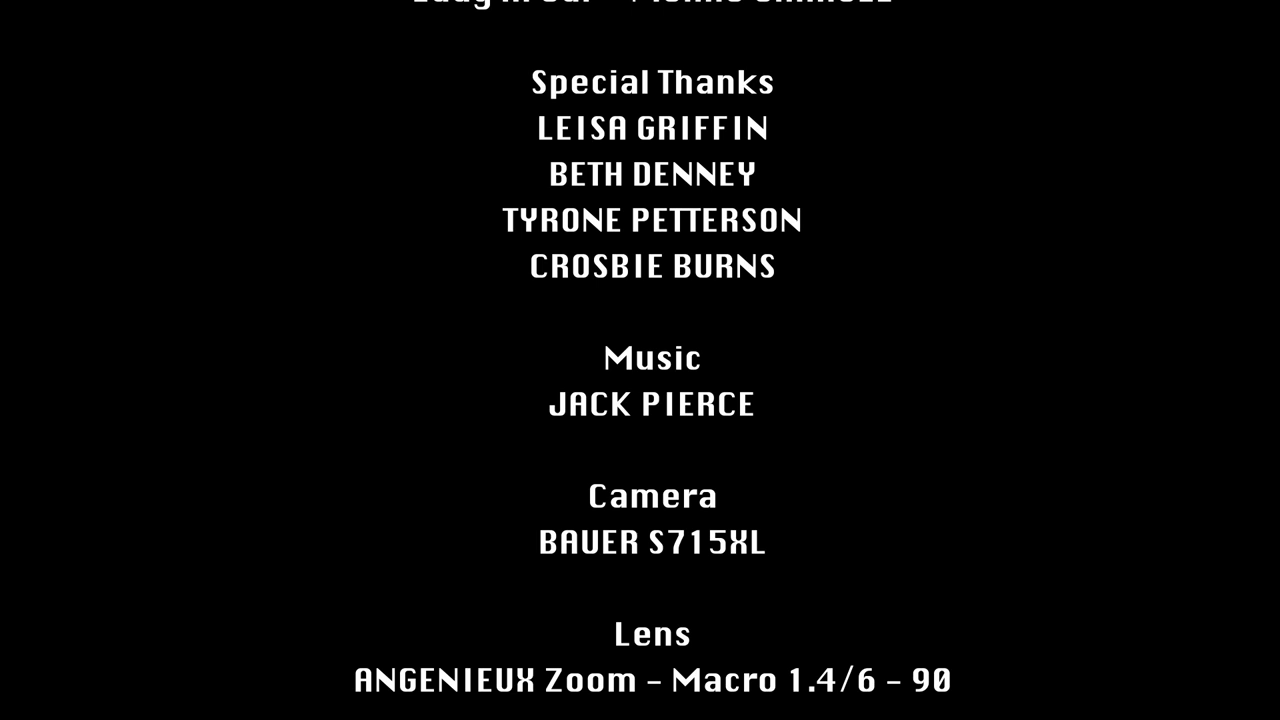 Special Thanks
LEISA GRIFFIN
BETH DENNEY
TYRONE PETTERSON
CROSBIE BURNS
Music
JACK PIERCE
Camera
BAUER S715XL
Lens
ANGENIEUX Zoom - Macro 1.4/6 - 90